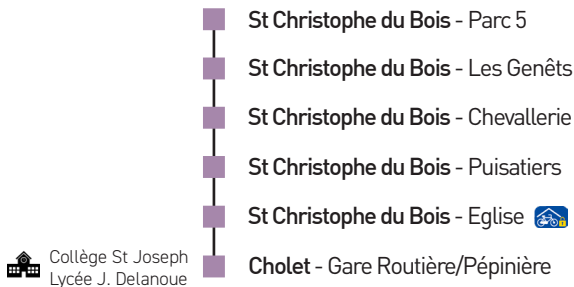 St Christophe du Bois - Parc 5
St Christophe du Bois - Les Genêts
St Christophe du Bois - Chevallerie
St Christophe du Bois - Puisatiers
St Christophe du Bois - Eglise
Collège St Joseph
Lycée J. Delanoue
Cholet - Gare Routière/Pépinière